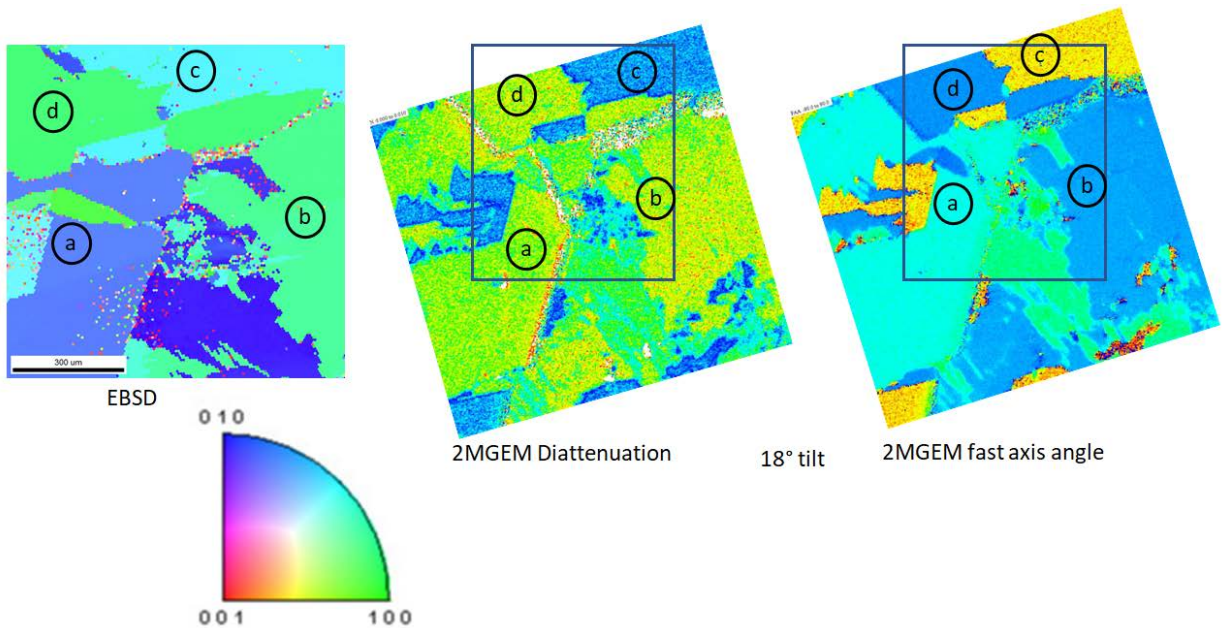 c
d
b
a
300 um
EBSD
0 1 0
0 0 1
1 0 0
d
c
b
a
2MGEM Diattenuation
18° tilt
c
d
b
a
2MGEM fast axis angle